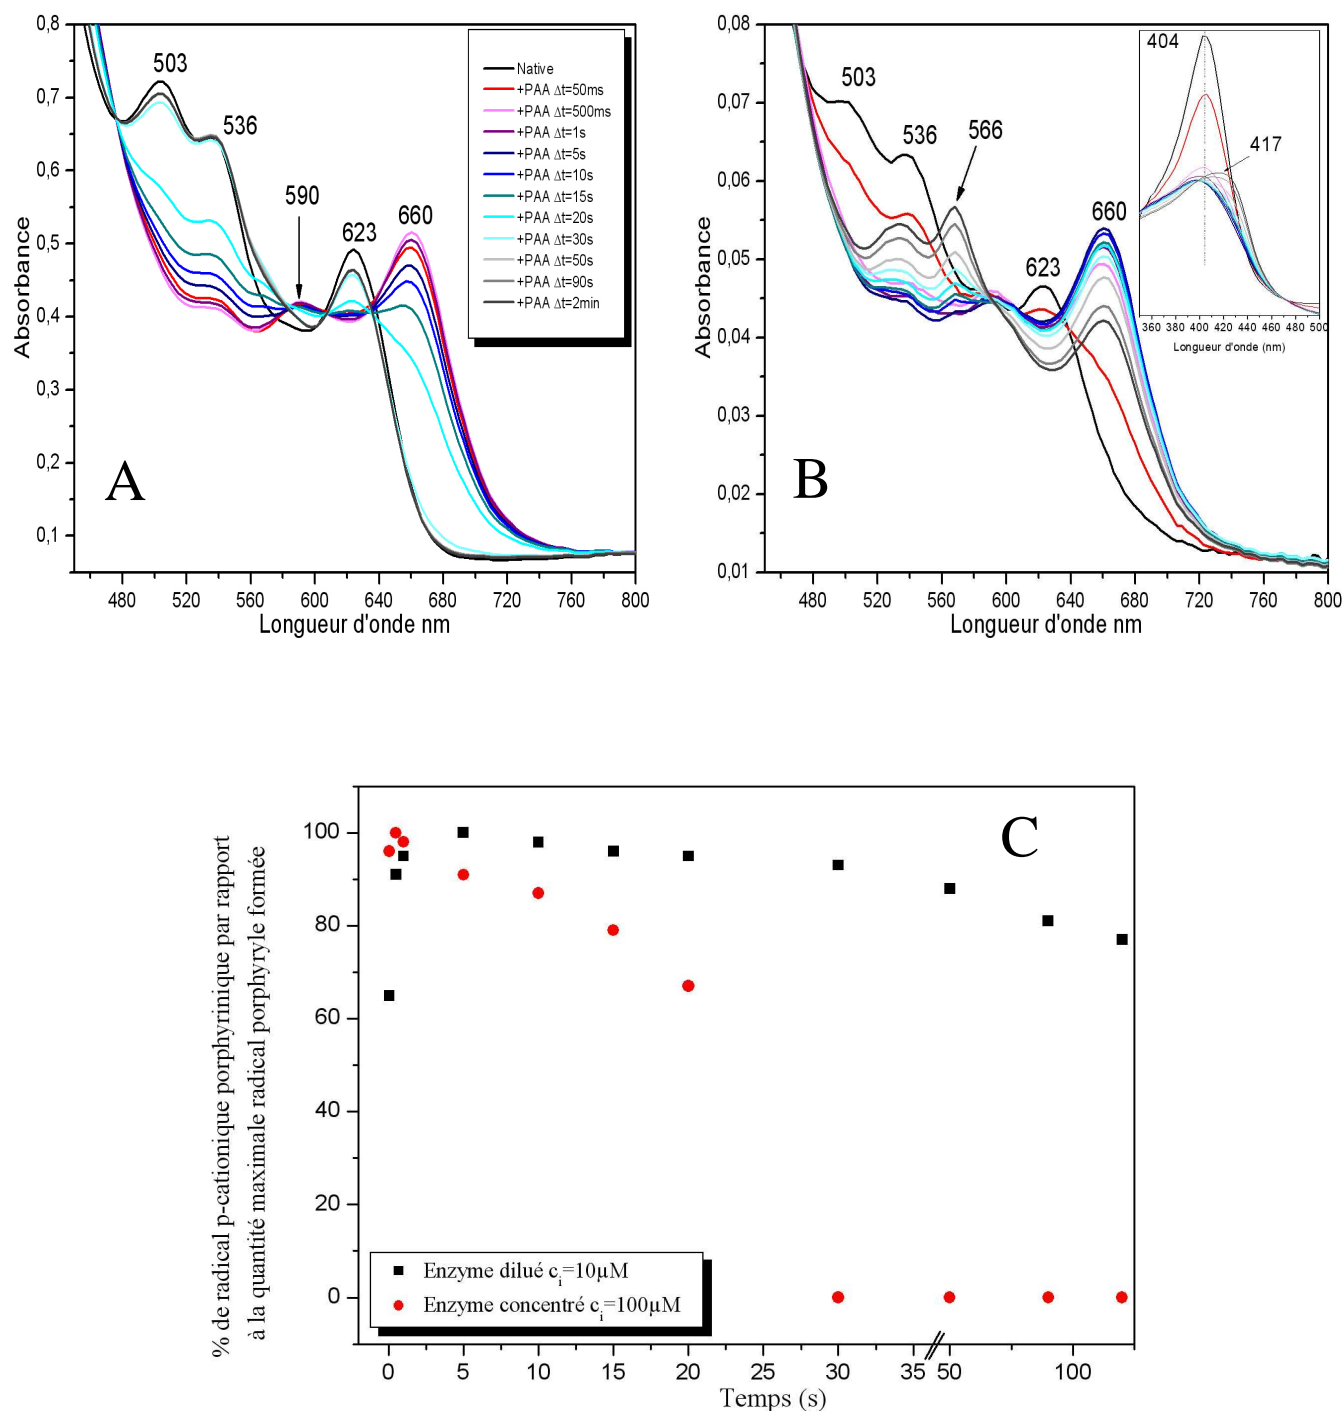 0,8
0,7
0,6
0,5
0,4
0,3
0,2
0,1
Absorbance
503
536
590
623
660
Native
+PAA Δt=50ms
+PAA Δt=500ms
+PAA Δt=1s
+PAA Δt=5s
+PAA Δt=10s
+PAA Δt=15s
+PAA Δt=20s
+PAA Δt=30s
+PAA Δt=50s
+PAA Δt=90s
+PAA Δt=2min
A
480 520 560 600 640 680 720 760 800
Longueur d'onde nm
0,08
0,07
0,06
0,05
0,04
0,03
0,02
0,01
Absorbance
503
536
566
623
660
404
417
360 380 400 420 440 460 480 500
Longueur d'onde (nm)
B
480 520 560 600 640 680 720 760 800
Longueur d'onde nm
% de radical p-cationique porphyrinique par rapport
à la quantité maximale radical porphyryle formée
100
80
60
40
20
0
C
Enzyme dilué ci=10µM
Enzyme concentré ci=100µM
0 5 10 15 20 25 30 35 50 100
Temps (s)